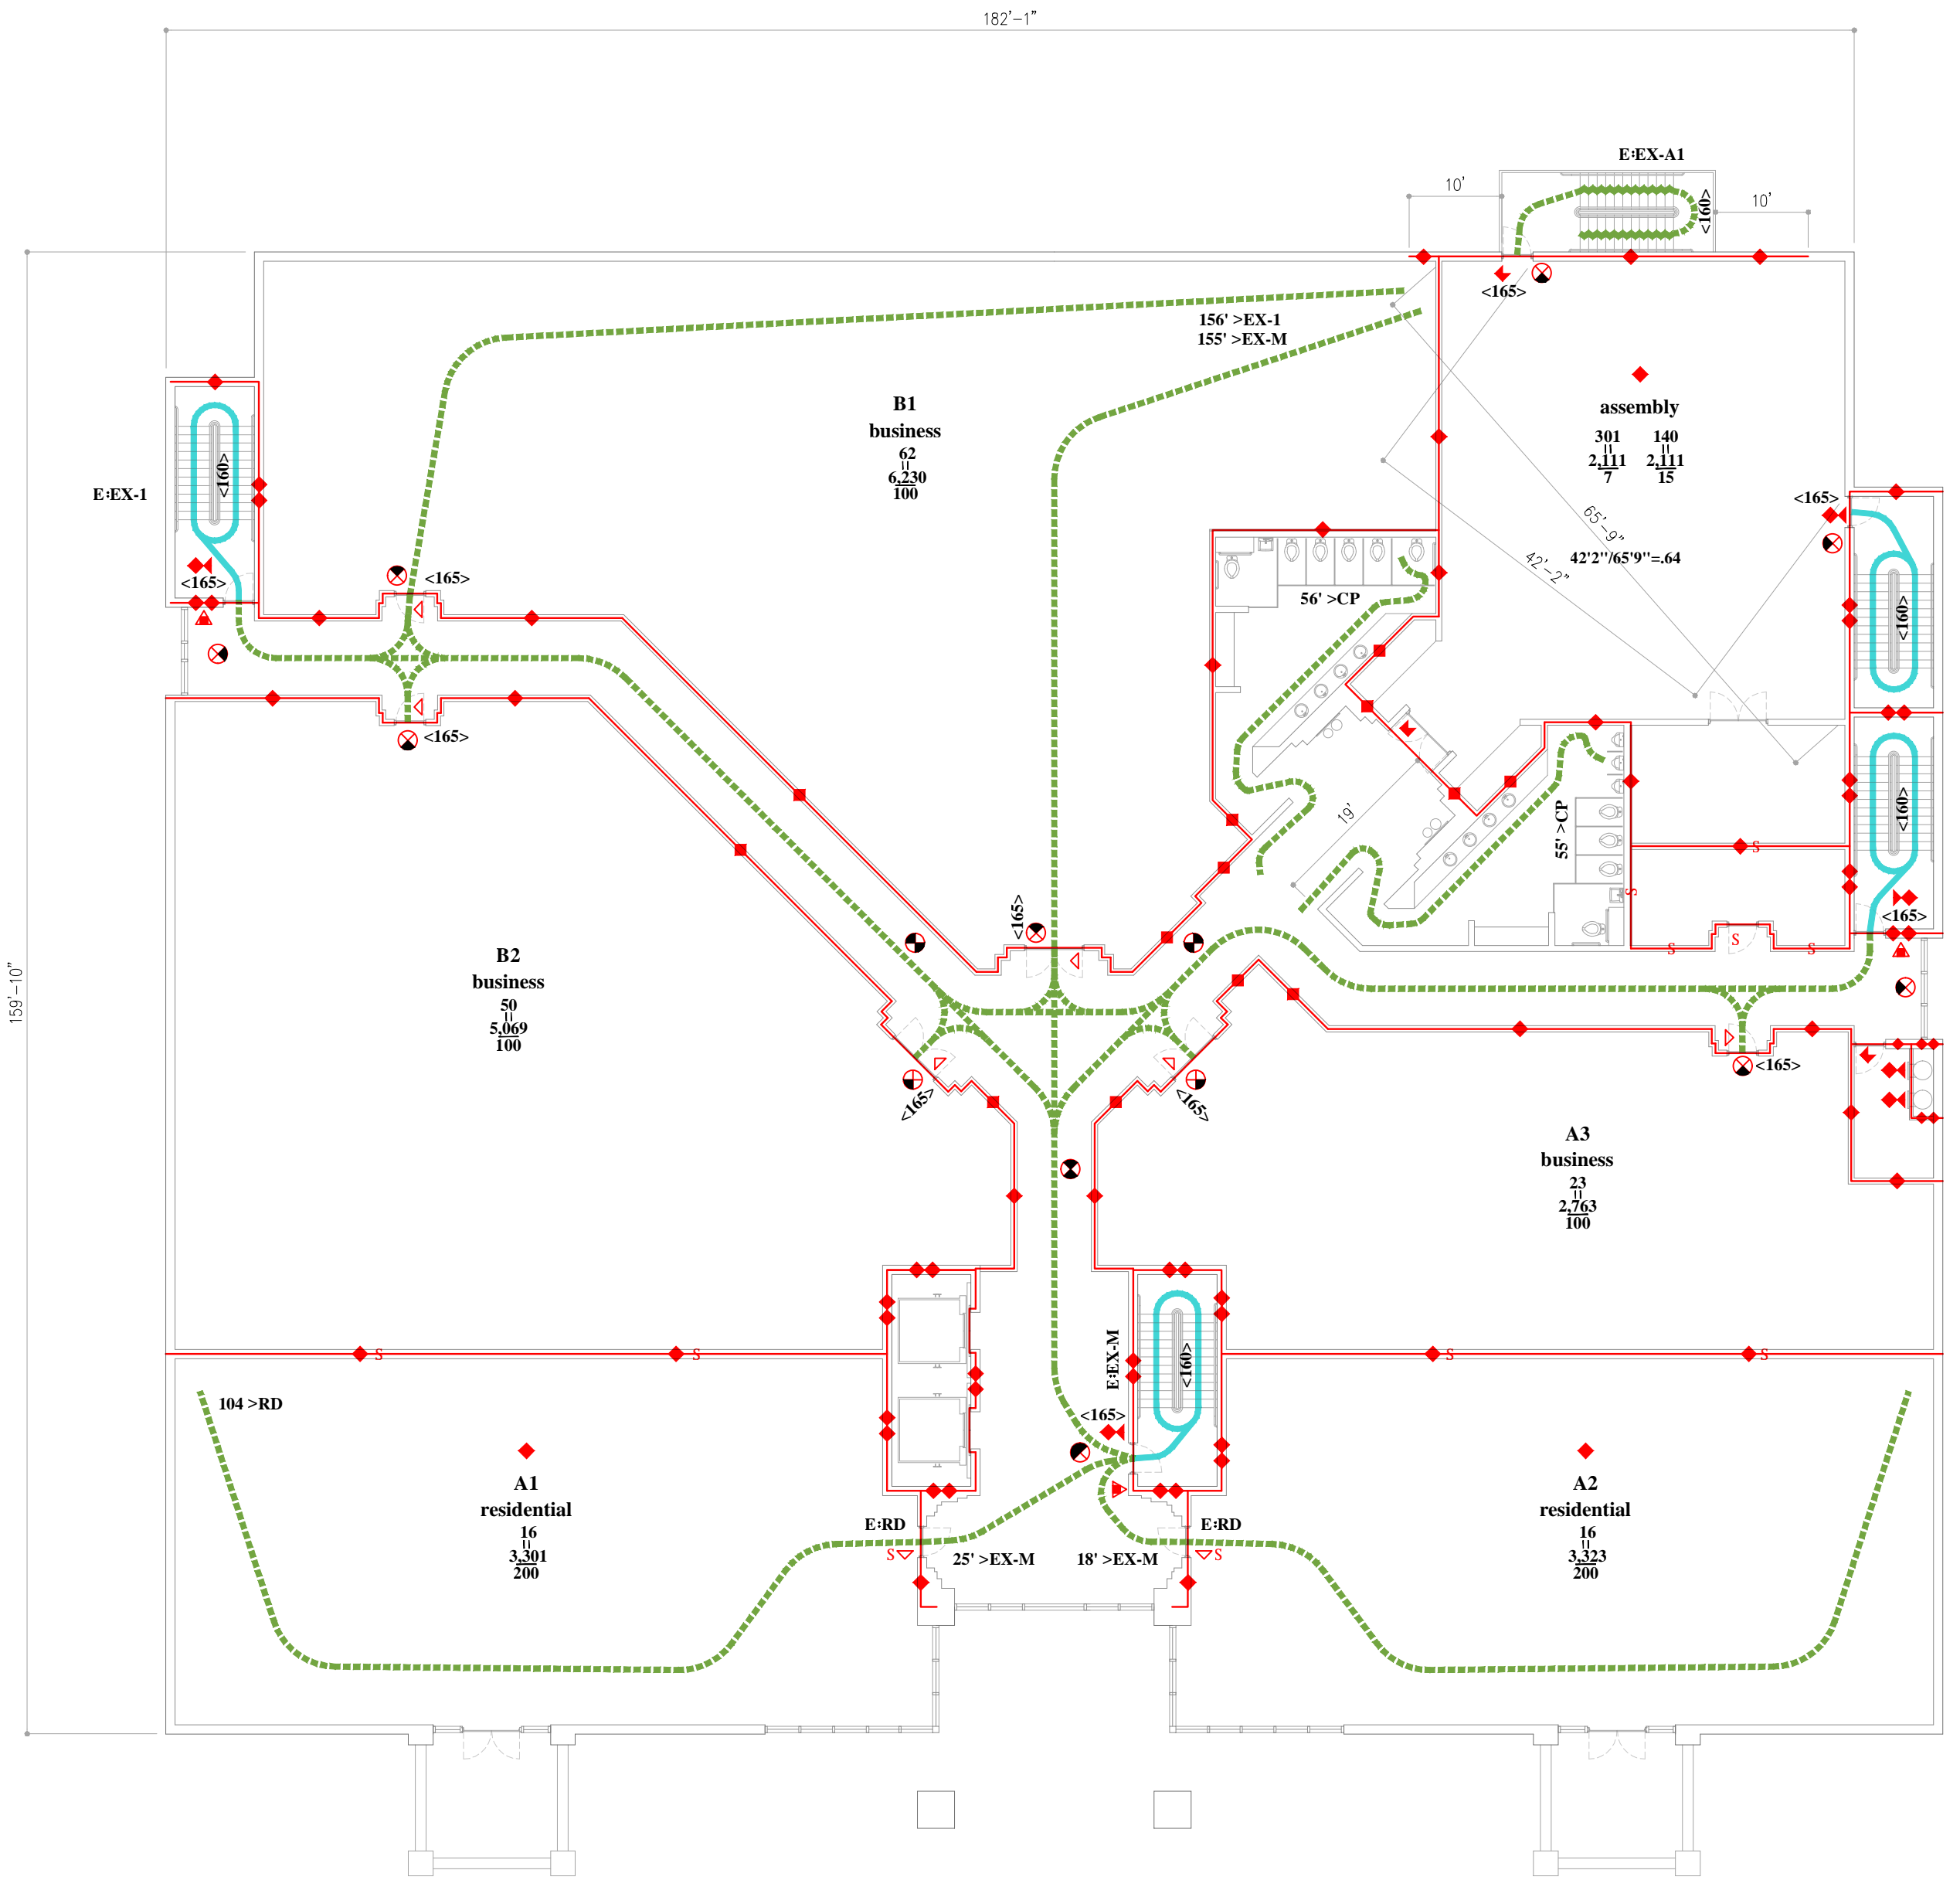 182'-1"
E:EX-A1
10'
<160>
10'
<165>
156' >EX-1
155' >EX-M
B1
business
62
=
6,230
100
assembly
301
=
2,111
7
140
=
2,111
15
E:EX-1
<160>
<165>
<165>
<165>
<165>
65'-9"
42'-2"
42'2"/65'9"=.64
56' >CP
<160>
19'
55' >CP
<160>
S
S
<165>
<165>
S
S
S
B2
business
50
=
5,069
100
159'-10"
<165>
<165>
<165>
A3
business
23
=
2,763
100
E:EX-M
<160>
S
S
S
S
104 >RD
<165>
A1
residential
16
=
3,301
200
E:RD
S
25' >EX-M
18' >EX-M
E:RD
S
A2
residential
16
=
3,323
200